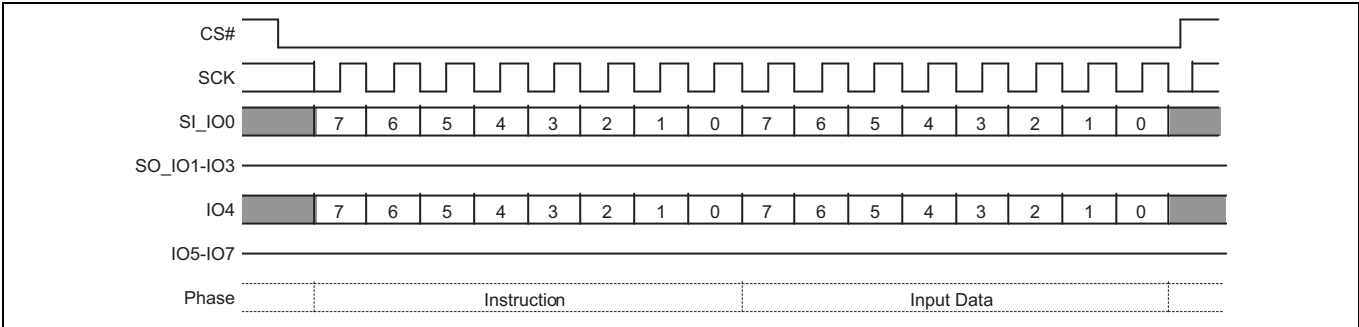 CS#
SCK
SI_IO0 7 6 5 4 3 2 1 0 7 6 5 4 3 2 1 0
SO_IO1-IO3
IO4 7 6 5 4 3 2 1 0 7 6 5 4 3 2 1 0
IO5-IO7
Phase Instruction Input Data